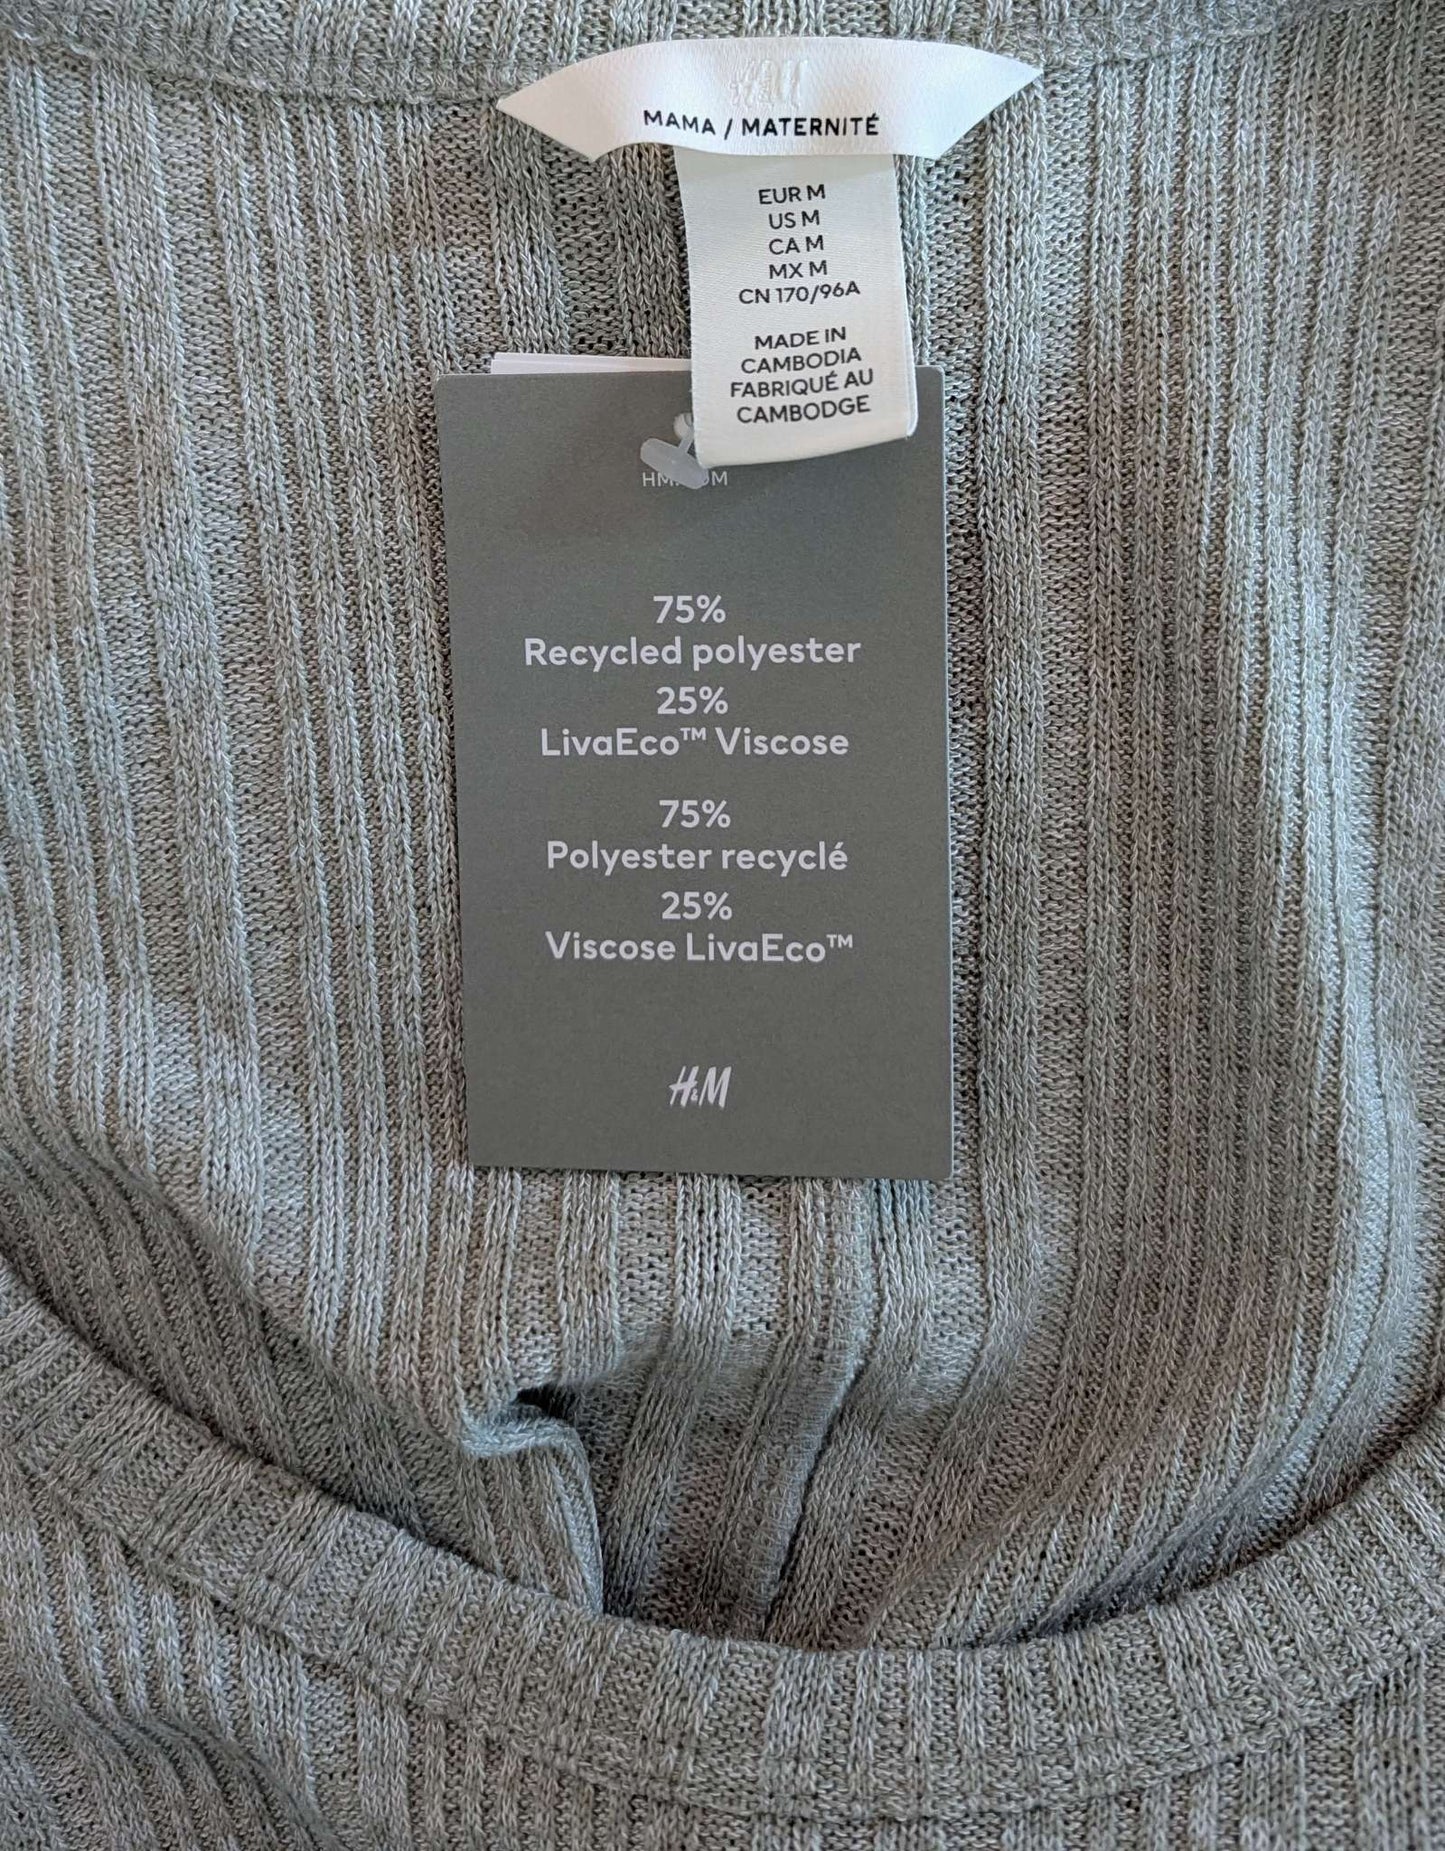 H&M
MAMA / MATERNITÉ
EUR M
US M
CA M
MX M
CN 170/96A
MADE IN
CAMBODIA
FABRIQUÉ AU
CAMBODGE
75%
Recycled polyester
25%
LivaEco™ Viscose
75%
Polyester recyclé
25%
Viscose LivaEco™
H&M